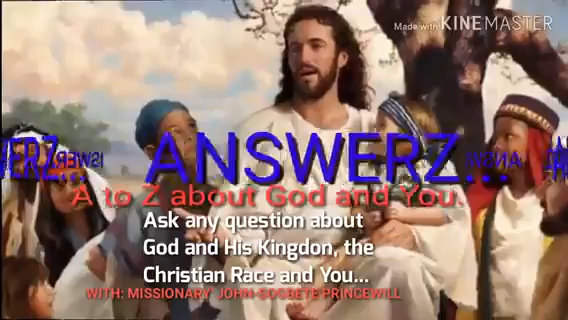 Made with KINEMASTER
ANSWERZ...
A to Z about God and You.
Ask any question about
God and His Kingdon, the
Christian Race and You...
WITH: MISSIONARY JOHN-GOGBETE PRINCEWILL